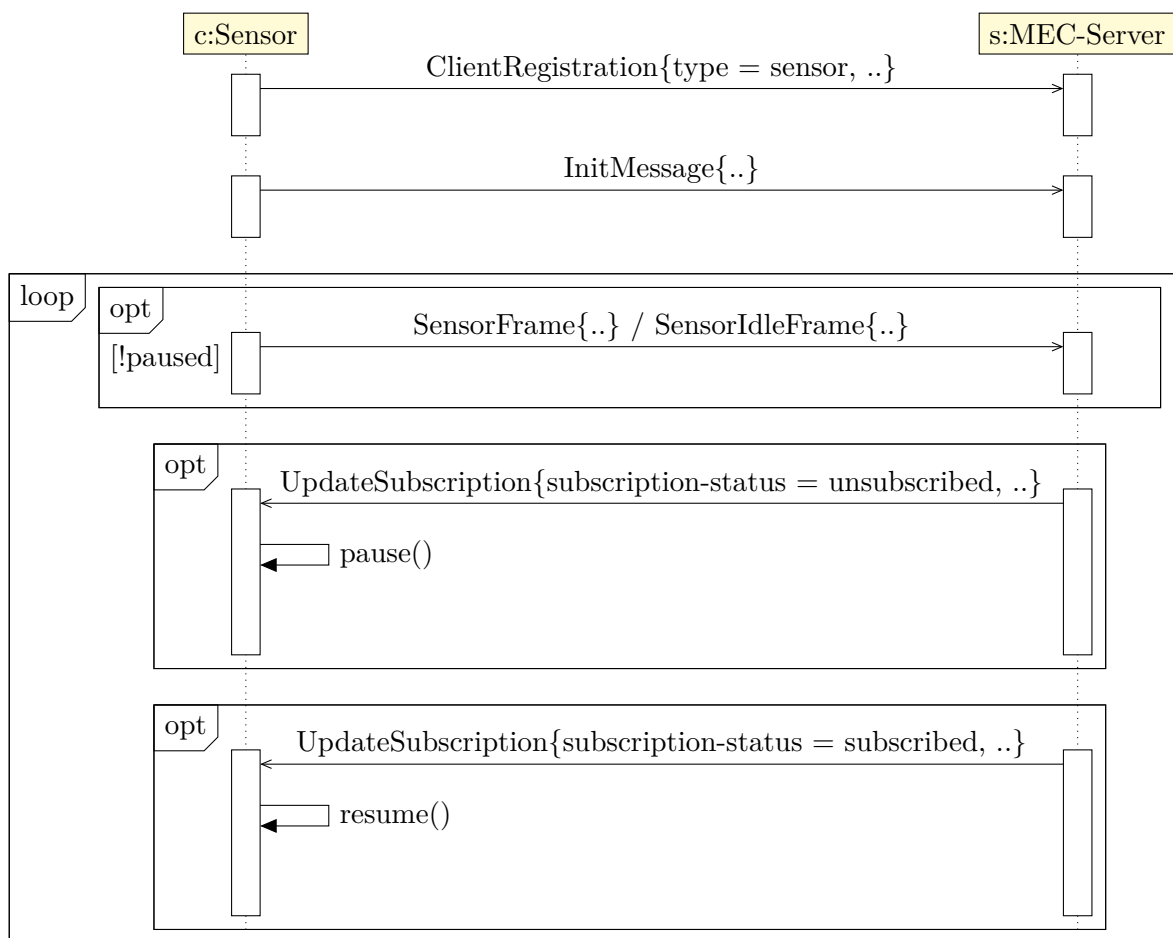 c:Sensor
s:MEC-Server
ClientRegistration{type = sensor, ..}
InitMessage{..}
loop
opt
SensorFrame{..} / SensorIdleFrame{..}
[!paused]
opt
UpdateSubscription{subscription-status = unsubscribed, ..}
pause()
opt
UpdateSubscription{subscription-status = subscribed, ..}
resume()